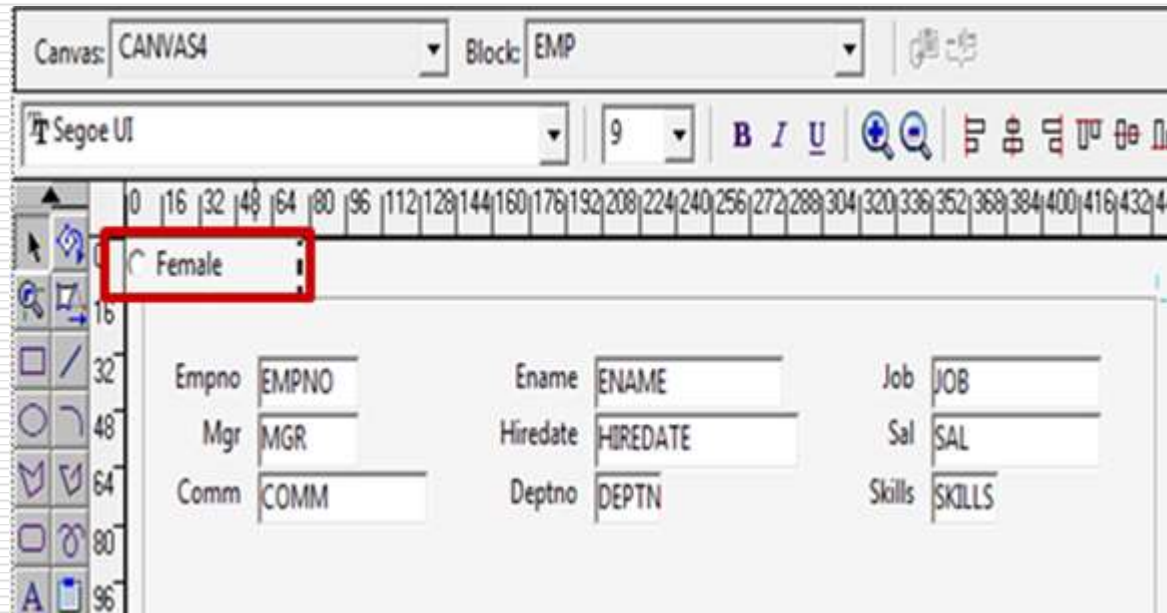 Canvas: CANVAS4 Block: EMP
Segoe UI 9 B I U
0 16 32 48 64 80 96 112 128 144 160 176 192 208 224 240 256 272 288 304 320 336 352 368 384 400 416 432
Female
16
32 Empno EMPNO Ename ENAME Job JOB
48 Mgr MGR Hiredate HIREDATE Sal SAL
64 Comm COMM Deptno DEPTN Skills SKILLS
80
A 96